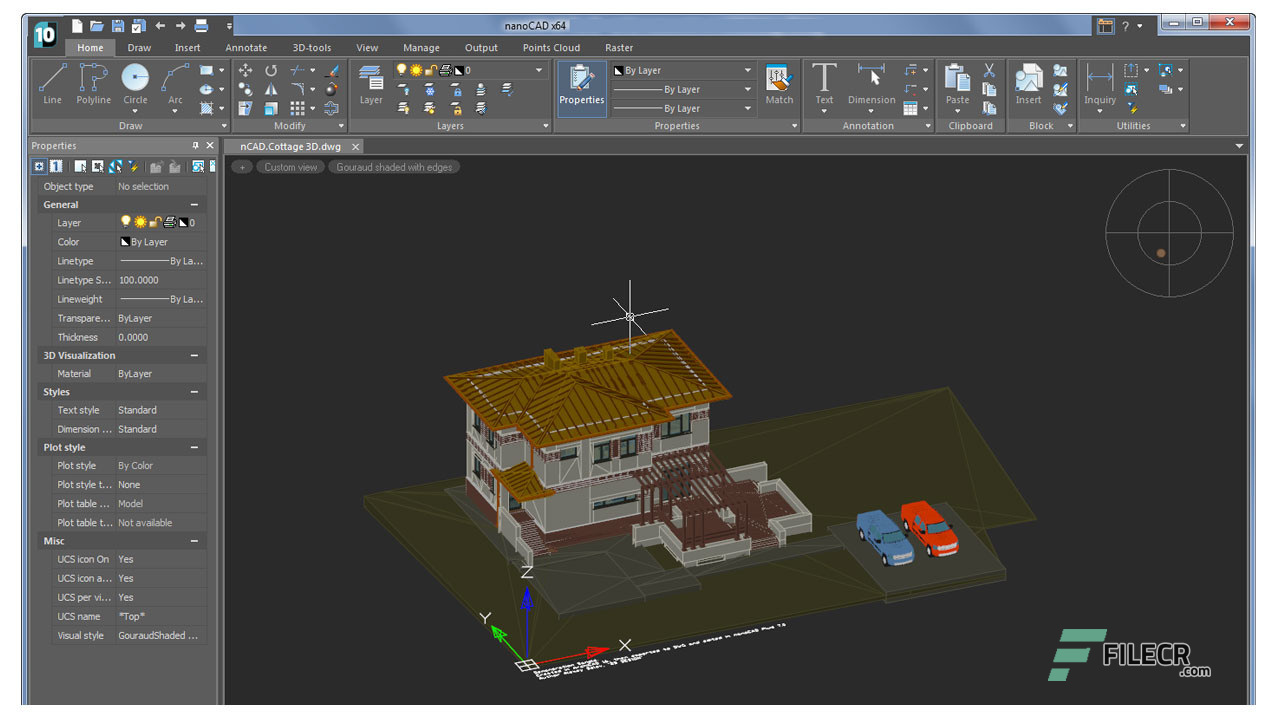 10
nanoCAD x64
?
Home Draw Insert Annotate 3D-tools View Manage Output Points Cloud Raster
Line Polyline Circle Arc
Draw
Modify
Layer
0
Layers
Properties
By Layer
By Layer
By Layer
Properties
Match
Text Dimension
Annotation
Paste
Clipboard
Insert
Block
Inquiry
Utilities
Properties
nCAD.Cottage 3D.dwg
+ Custom view Gouraud shaded with edges
1
Object type No selection
General
Layer 0
Color By Layer
Linetype By La...
Linetype S... 100.0000
Lineweight By La...
Transpare... ByLayer
Thickness 0.0000
3D Visualization
Material ByLayer
Styles
Text style Standard
Dimension ... Standard
Plot style
Plot style By Color
Plot style t... None
Plot table ... Model
Plot table t... Not available
Misc
UCS icon On Yes
UCS icon a... Yes
UCS per vi... Yes
UCS name *Top*
Visual style GouraudShaded ...
Z
Y
X
FILECR
.com